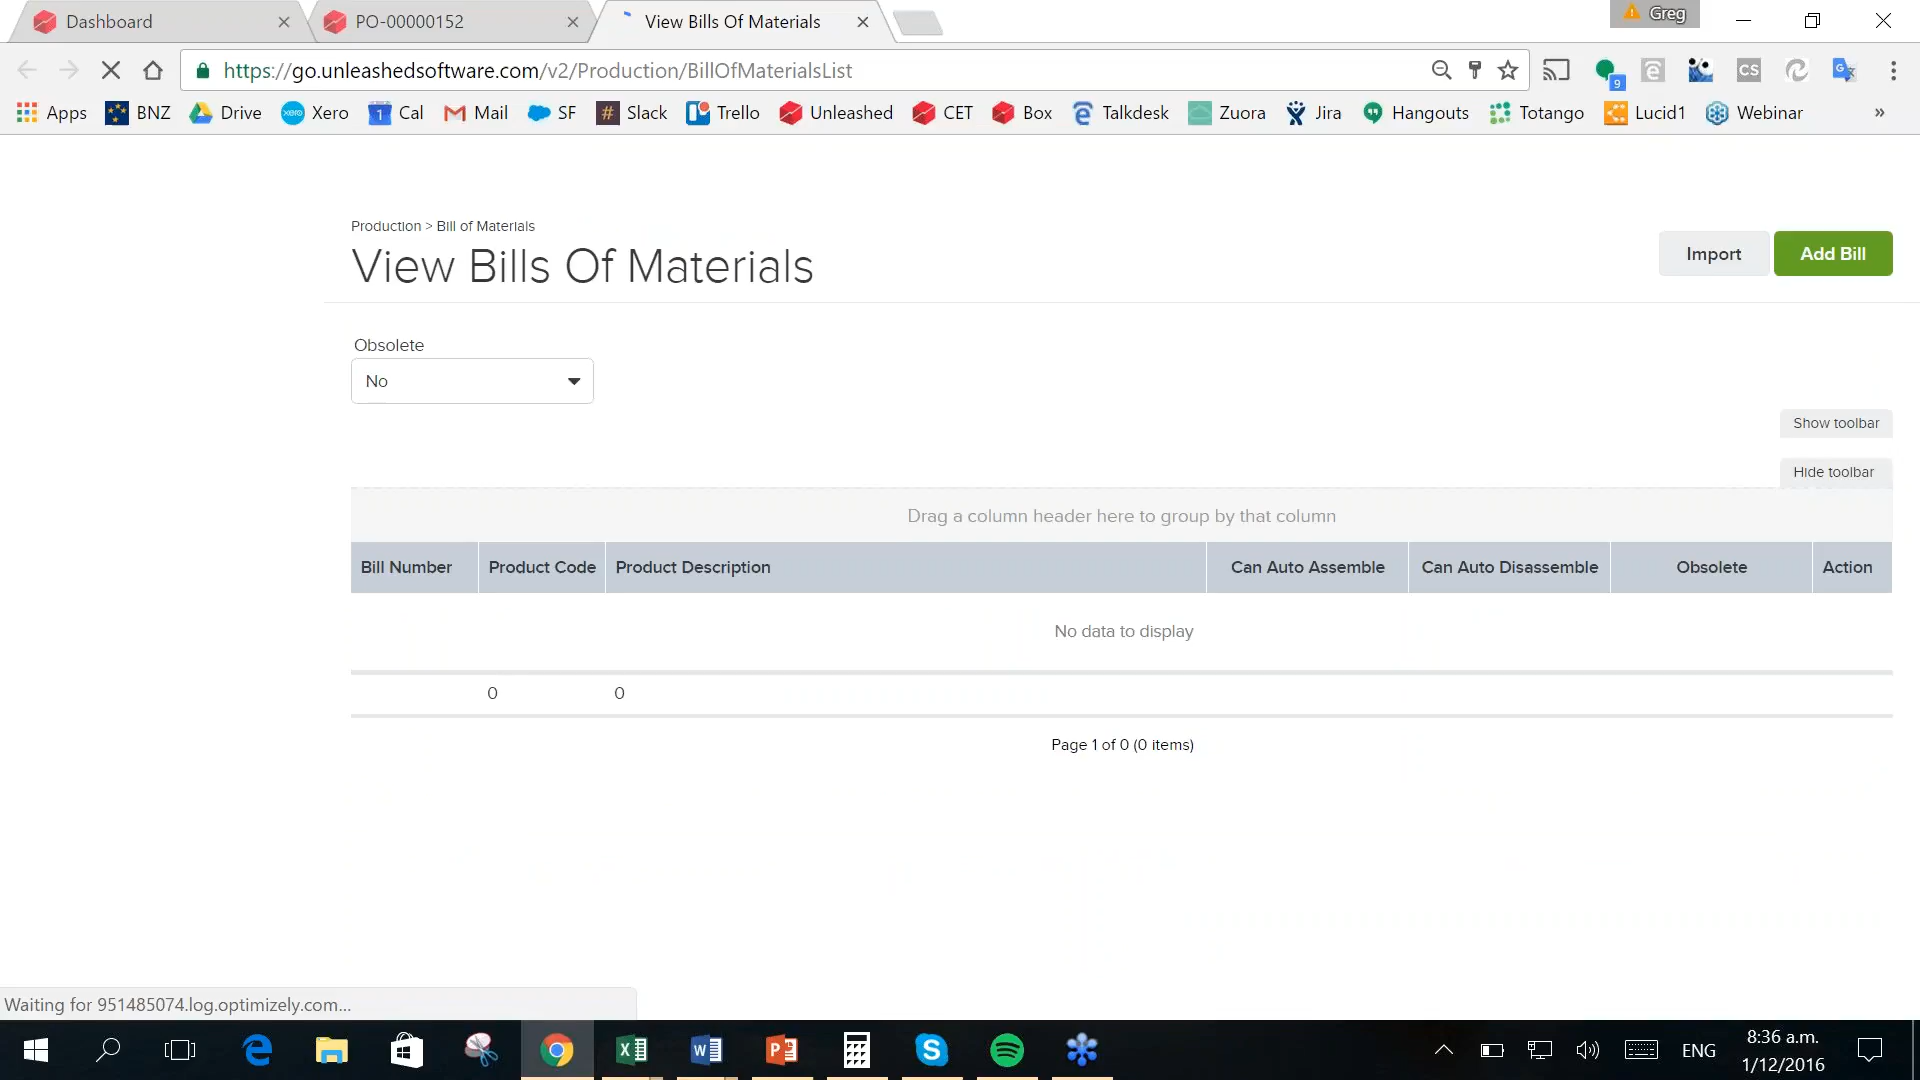 Dashboard
PO-00000152
View Bills Of Materials
Greg
https://go.unleashedsoftware.com/v2/Production/BillOfMaterialsList
9
CS
Apps
BNZ
Drive
Xero
Cal
Mail
SF
Slack
Trello
Unleashed
CET
Box
Talkdesk
Zuora
Jira
Hangouts
Totango
Lucid1
Webinar
»
Production > Bill of Materials
View Bills Of Materials
Import
Add Bill
Obsolete
No
Show toolbar
Hide toolbar
Drag a column header here to group by that column
Bill Number
Product Code
Product Description
Can Auto Assemble
Can Auto Disassemble
Obsolete
Action
No data to display
0
0
Page 1 of 0 (0 items)
Waiting for 951485074.log.optimizely.com...
ENG
8:36 a.m.
1/12/2016